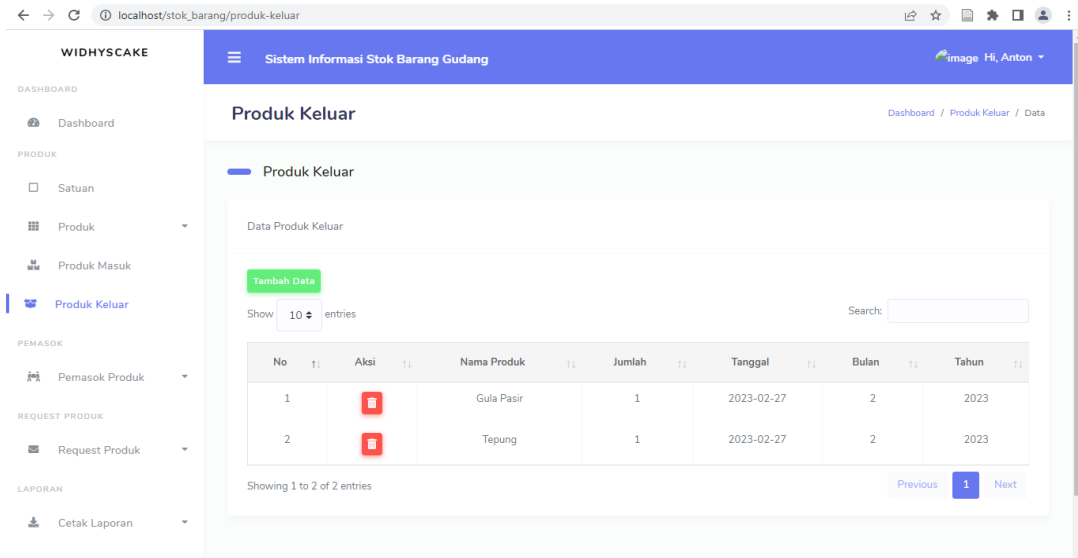 localhost/stok_barang/produk-keluar
WIDHYSCAKE
Sistem Informasi Stok Barang Gudang
image Hi, Anton
DASHBOARD
Dashboard
Produk Keluar
Dashboard / Produk Keluar / Data
PRODUK
Satuan
Produk
Produk Masuk
Produk Keluar
PEMASOK
Pemasok Produk
REQUEST PRODUK
Request Produk
LAPORAN
Cetak Laporan
Produk Keluar
Data Produk Keluar
Tambah Data
Show 10 entries
Search:
No Aksi Nama Produk Jumlah Tanggal Bulan Tahun
1 Gula Pasir 1 2023-02-27 2 2023
2 Tepung 1 2023-02-27 2 2023
Showing 1 to 2 of 2 entries
Previous 1 Next